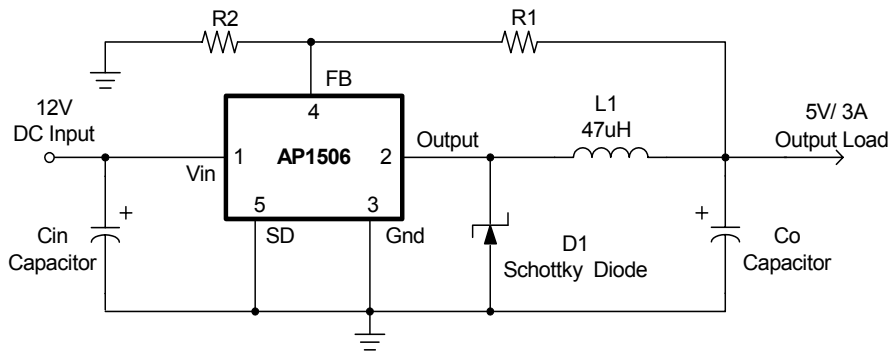 R2
R1
FB
4
12V
DC Input
L1
47uH
5V/ 3A
Output Load
Output
Vin
1
AP1506
2
5
3
SD
Gnd
Cin
Capacitor
+
D1
Schottky Diode
+
Co
Capacitor